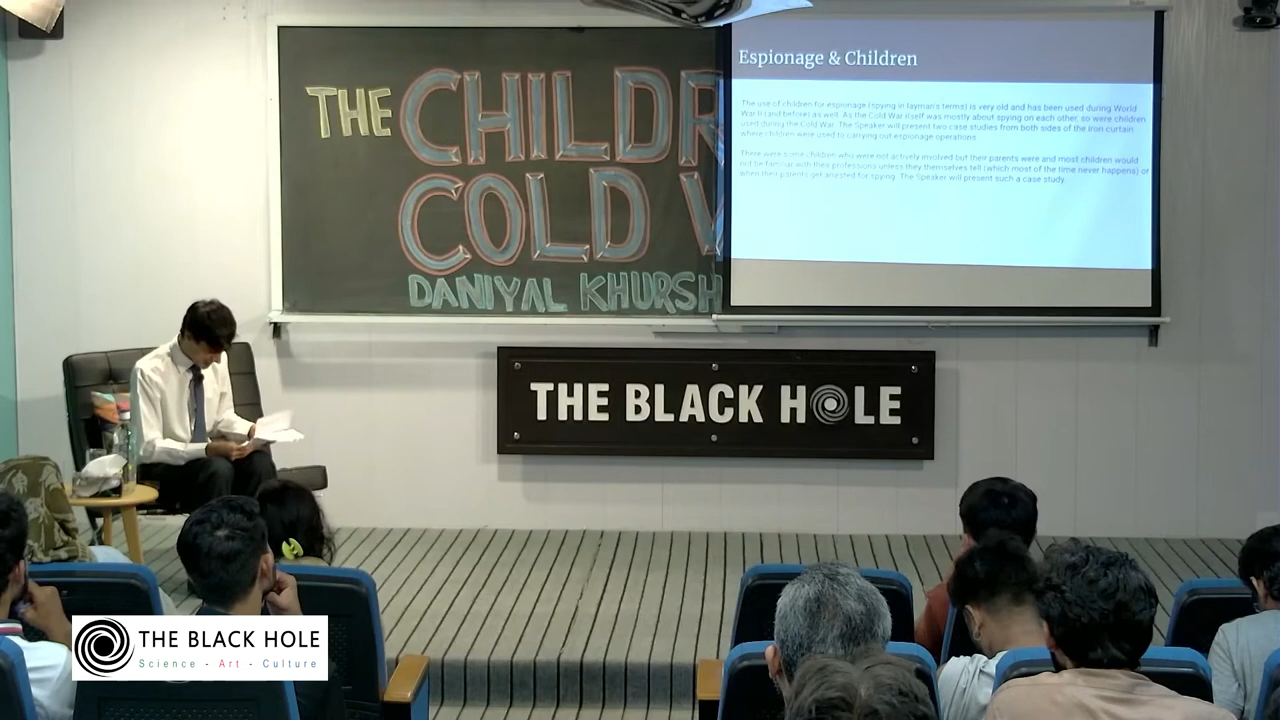 THE CHILDR
COLD W
DANIYAL KHURSH
Espionage & Children
The use of children for espionage (spying in layman's terms) is very old and has been used during World
War II (and before) as well. As the Cold War itself was mostly about spying on each other, so were children
used during the Cold War. The Speaker will present two case studies from both sides of the iron curtain
where children were used to carrying out espionage operations.
There were some children who were not actively involved but their parents were and most children would
not be familiar with their professions unless they themselves tell (which most of the time never happens) or
when their parents get arrested for spying. The Speaker will present such a case study.
THE BLACK HOLE
THE BLACK HOLE
Science - Art - Culture